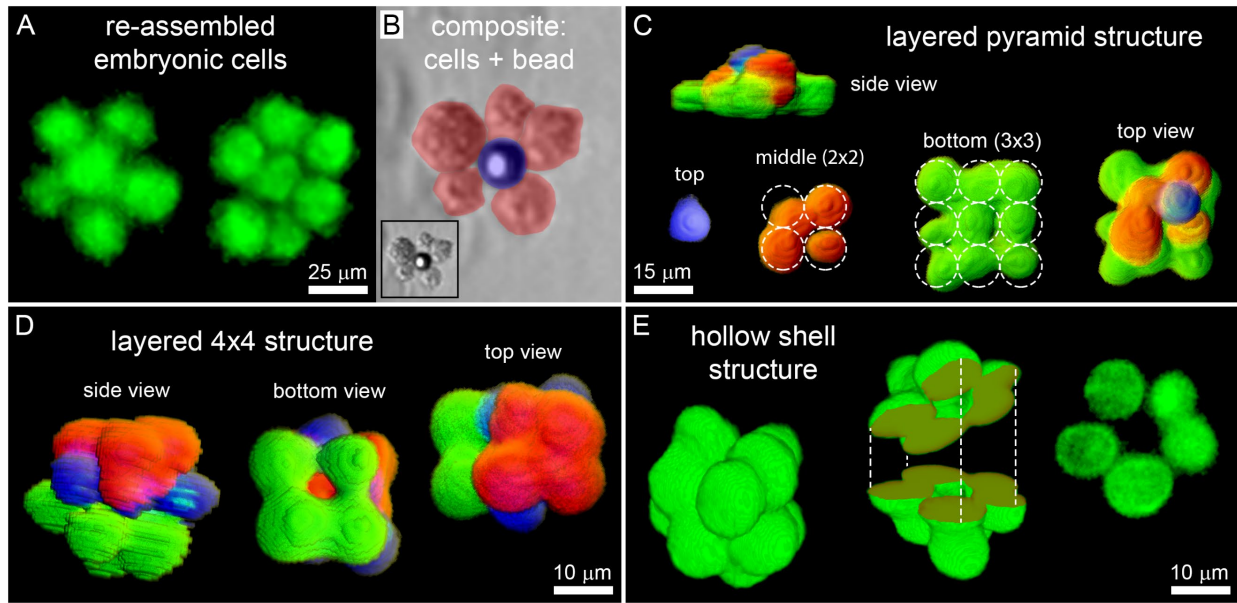 A
re-assembled
embryonic cells
25 μm
B
composite:
cells + bead
C
layered pyramid structure
side view
top
middle (2x2)
bottom (3x3)
top view
15 μm
D
layered 4x4 structure
side view
bottom view
top view
10 μm
E
hollow shell
structure
10 μm